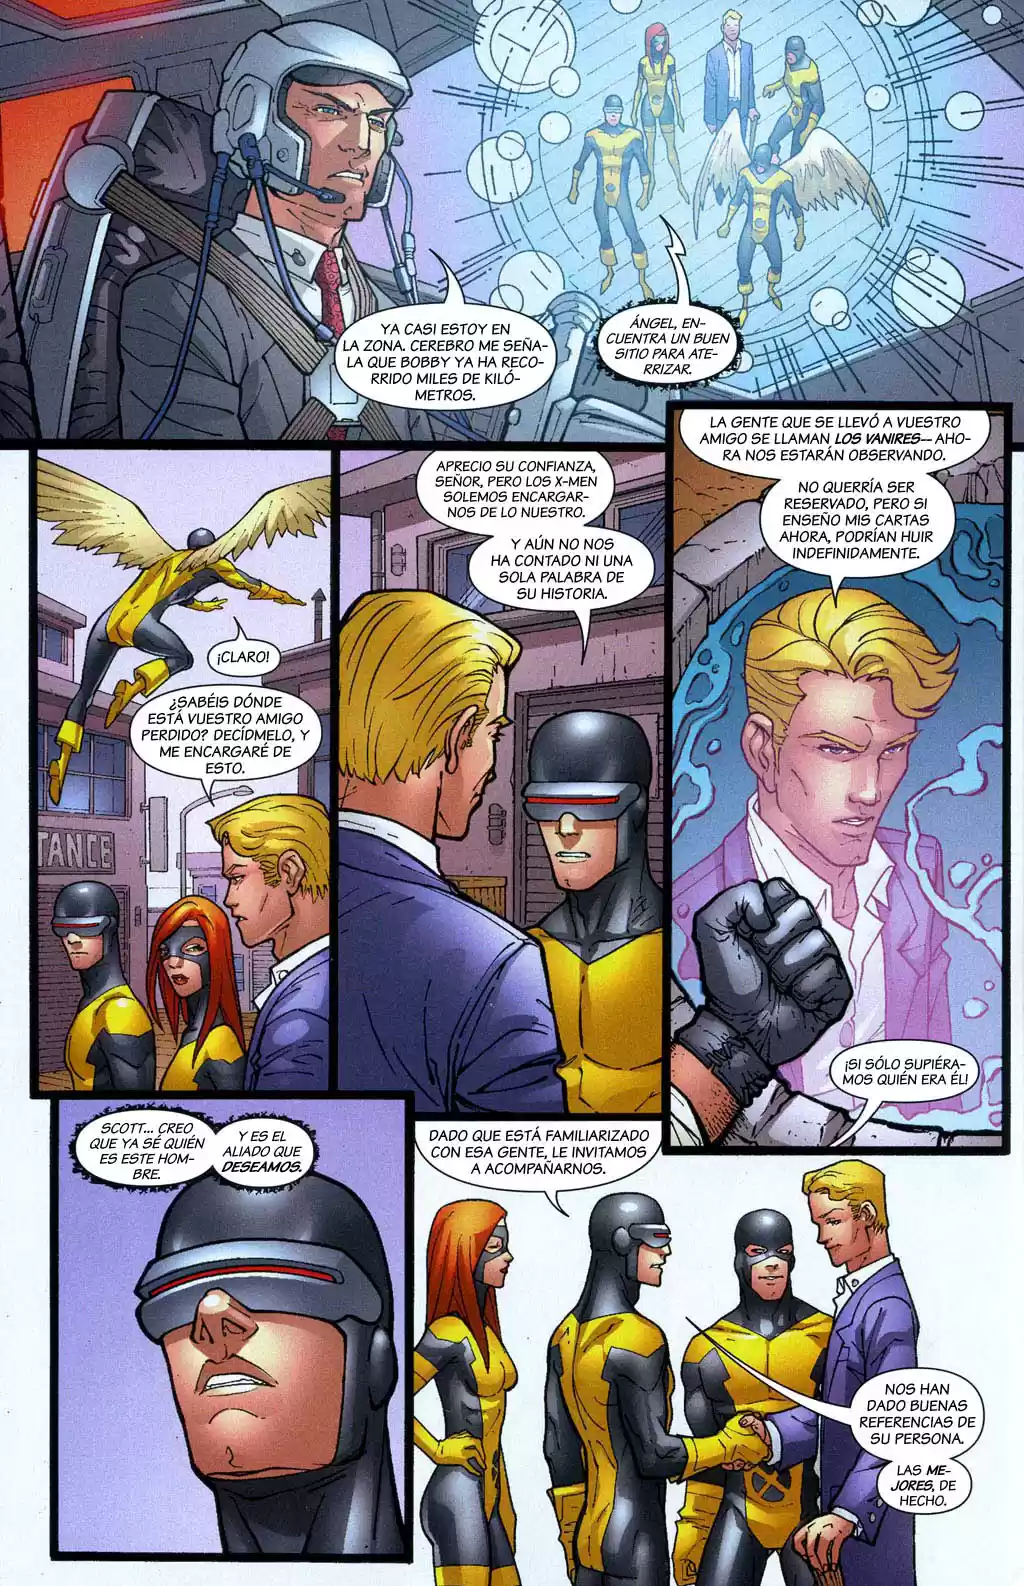 YA CASI ESTOY EN
LA ZONA. CEREBRO ME SEÑA-
LA QUE BOBBY YA HA RECO-
RRIDO MILES DE KILÓ-
METROS.
ÁNGEL, EN-
CUENTRA UN BUEN
SITIO PARA ATE-
RRIZAR.
¡CLARO!
¿SABÉIS DÓNDE
ESTÁ VUESTRO AMIGO
PERDIDO? DECÍDMELO, Y
ME ENCARGARÉ DE
ESTO.
TANCE
APRECIO SU CONFIANZA,
SEÑOR, PERO LOS X-MEN
SOLEMOS ENCARGAR-
NOS DE LO NUESTRO.
Y AÚN NO NOS
HA CONTADO NI UNA
SOLA PALABRA DE
SU HISTORIA.
LA GENTE QUE SE LLEVÓ A VUESTRO
AMIGO SE LLAMAN LOS VANIRES-- AHO-
RA NOS ESTARÁN OBSERVANDO.
NO QUERRÍA SER
RESERVADO, PERO SI
ENSEÑO MIS CARTAS
AHORA, PODRÍAN HUIR
INDEFINIDAMENTE.
¡SI SÓLO SUPIÉRA-
MOS QUIÉN ERA ÉL!
SCOTT... CREO
QUE YA SÉ QUIÉN
ES ESTE HOM-
BRE.
Y ES EL
ALIADO QUE
DESEAMOS.
DADO QUE ESTÁ FAMILIARIZADO
CON ESA GENTE, LE INVITAMOS
A ACOMPAÑARNOS.
NOS HAN
DADO BUENAS
REFERENCIAS DE
SU PERSONA.
LAS ME-
JORES, DE
HECHO.